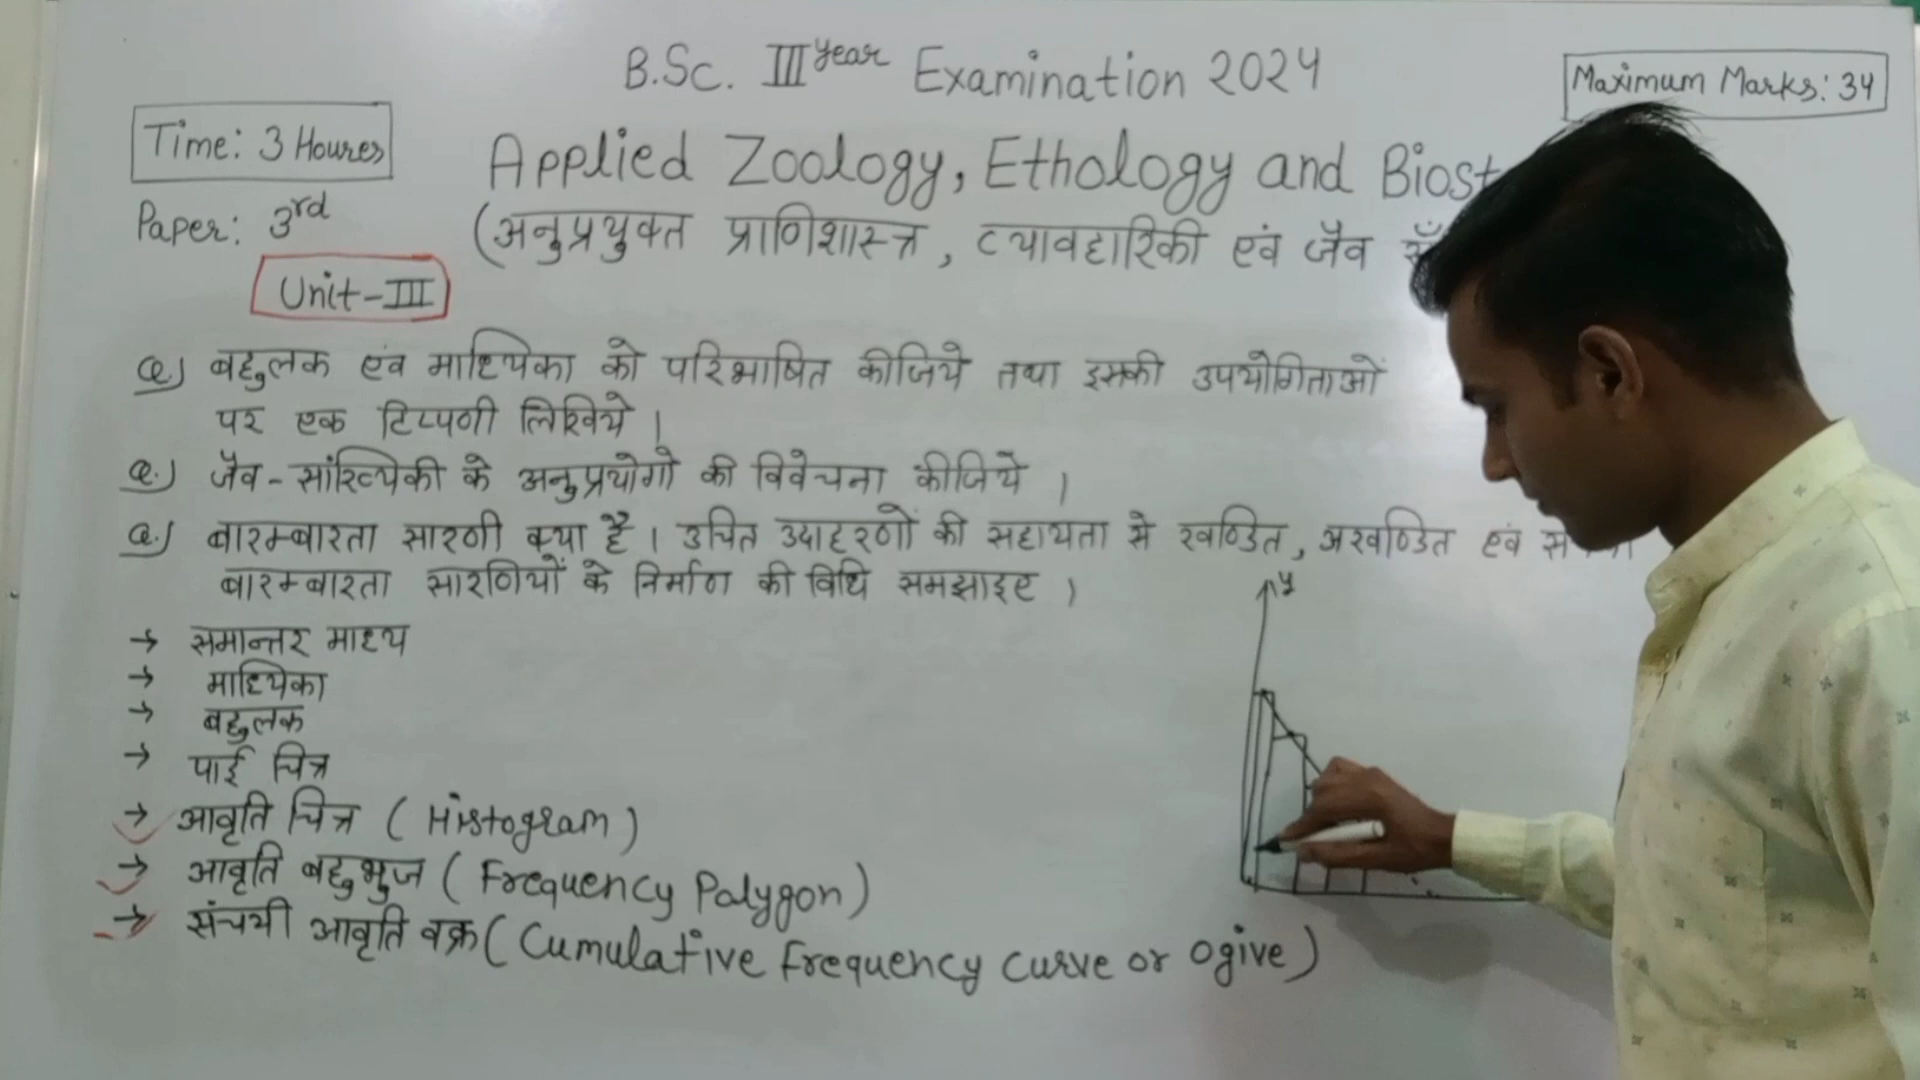 B.Sc. III year Examination 2024
Maximum Marks: 34
Time: 3 Houres
Applied Zoology, Ethology and
Paper: 3rd
(अनुप्रयुक्त प्राणिशास्त्र, व्यावहारिकी एवं जैव
Unit-III
Q.) बहुलक एवं माध्यिका को परिभाषित कीजिये तथा इसकी उपयोगिताओं
पर एक टिप्पणी लिखिये।
Q.) जैव-सांख्यिकी के अनुप्रयोगो की विवेचना कीजिये।
Q.) बारम्बारता सारणी क्या है। उचित उदाहरणों की सहायता से खण्डित, अखण्डित एवं
बारम्बारता सारणियों के निर्माण की विधि समझाइए।
→ समान्तर माध्य
→ माध्यिका
→ बहुलक
→ पाई चित्र
→ आवृति चित्र (Histogram)
→ आवृति बहुभुज (Frequency Polygon)
→ संचयी आवृति वक्र (Cumulative frequency curve or Ogive)
y